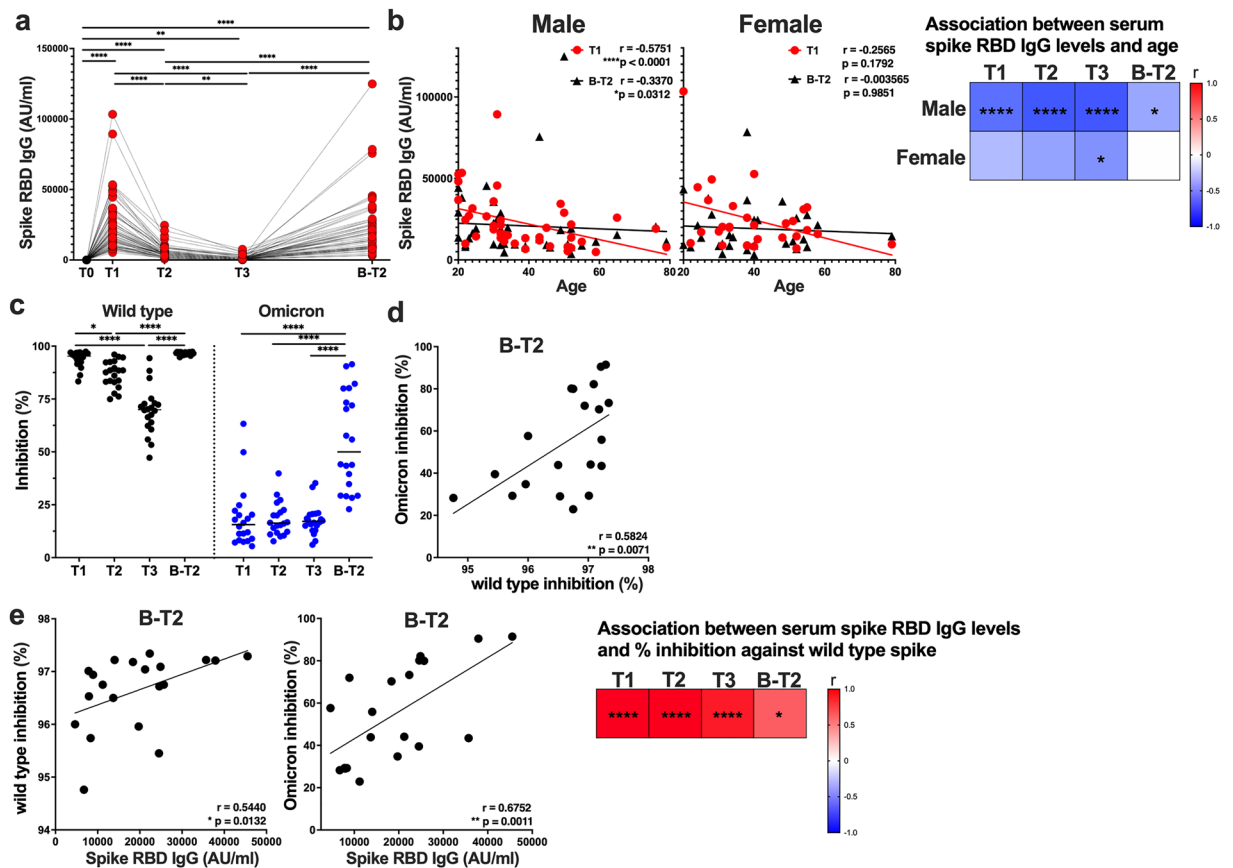 a
****
**
****
****
****
****
****
****
**
Spike RBD IgG (AU/ml)
150000
100000
50000
0
T0
T1
T2
T3
B-T2
b
Male
Female
T1
r = -0.5751
****p < 0.0001
B-T2
r = -0.3370
*p = 0.0312
T1
r = -0.2565
p = 0.1792
B-T2
r = -0.003565
p = 0.9851
Spike RBD IgG (AU/ml)
100000
50000
0
20
40
60
80
20
40
60
80
Age
Age
Association between serum
spike RBD IgG levels and age
T1
T2
T3
B-T2
r
Male
****
****
****
*
Female
*
1.0
0.5
0
-0.5
-1.0
c
Wild type
Omicron
*
****
****
****
****
****
****
Inhibition (%)
100
75
50
25
0
T1
T2
T3
B-T2
T1
T2
T3
B-T2
d
B-T2
Omicron inhibition (%)
100
80
60
40
20
0
95
96
97
98
wild type inhibition (%)
r = 0.5824
** p = 0.0071
e
B-T2
wild type inhibition (%)
98
97
96
95
94
0
10000
20000
30000
40000
50000
Spike RBD IgG (AU/ml)
r = 0.5440
* p = 0.0132
B-T2
Omicron inhibition (%)
100
80
60
40
20
0
10000
20000
30000
40000
50000
Spike RBD IgG (AU/ml)
r = 0.6752
** p = 0.0011
Association between serum spike RBD IgG levels
and % inhibition against wild type spike
T1
T2
T3
B-T2
r
****
****
****
*
1.0
0.5
0
-0.5
-1.0